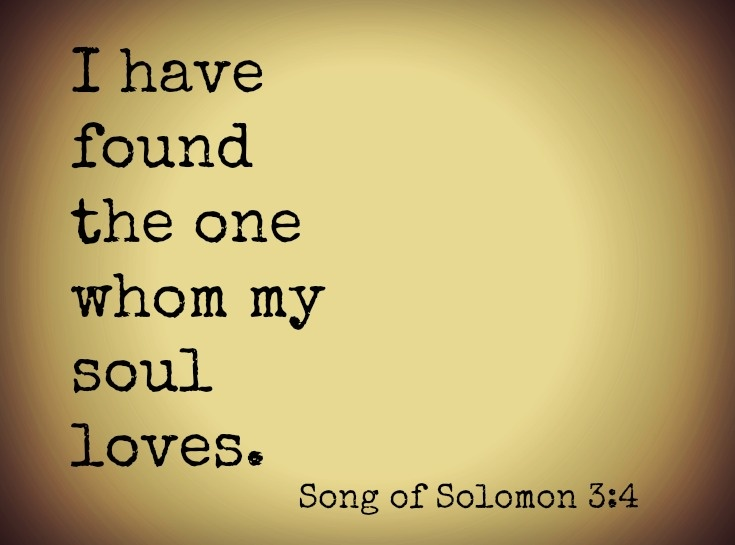 I have
found
the one
whom my
soul
loves.
Song of Solomon 3:4